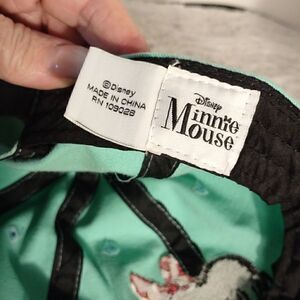 ©Disney
MADE IN CHINA
RN 109028
Disney
Minnie
Mouse